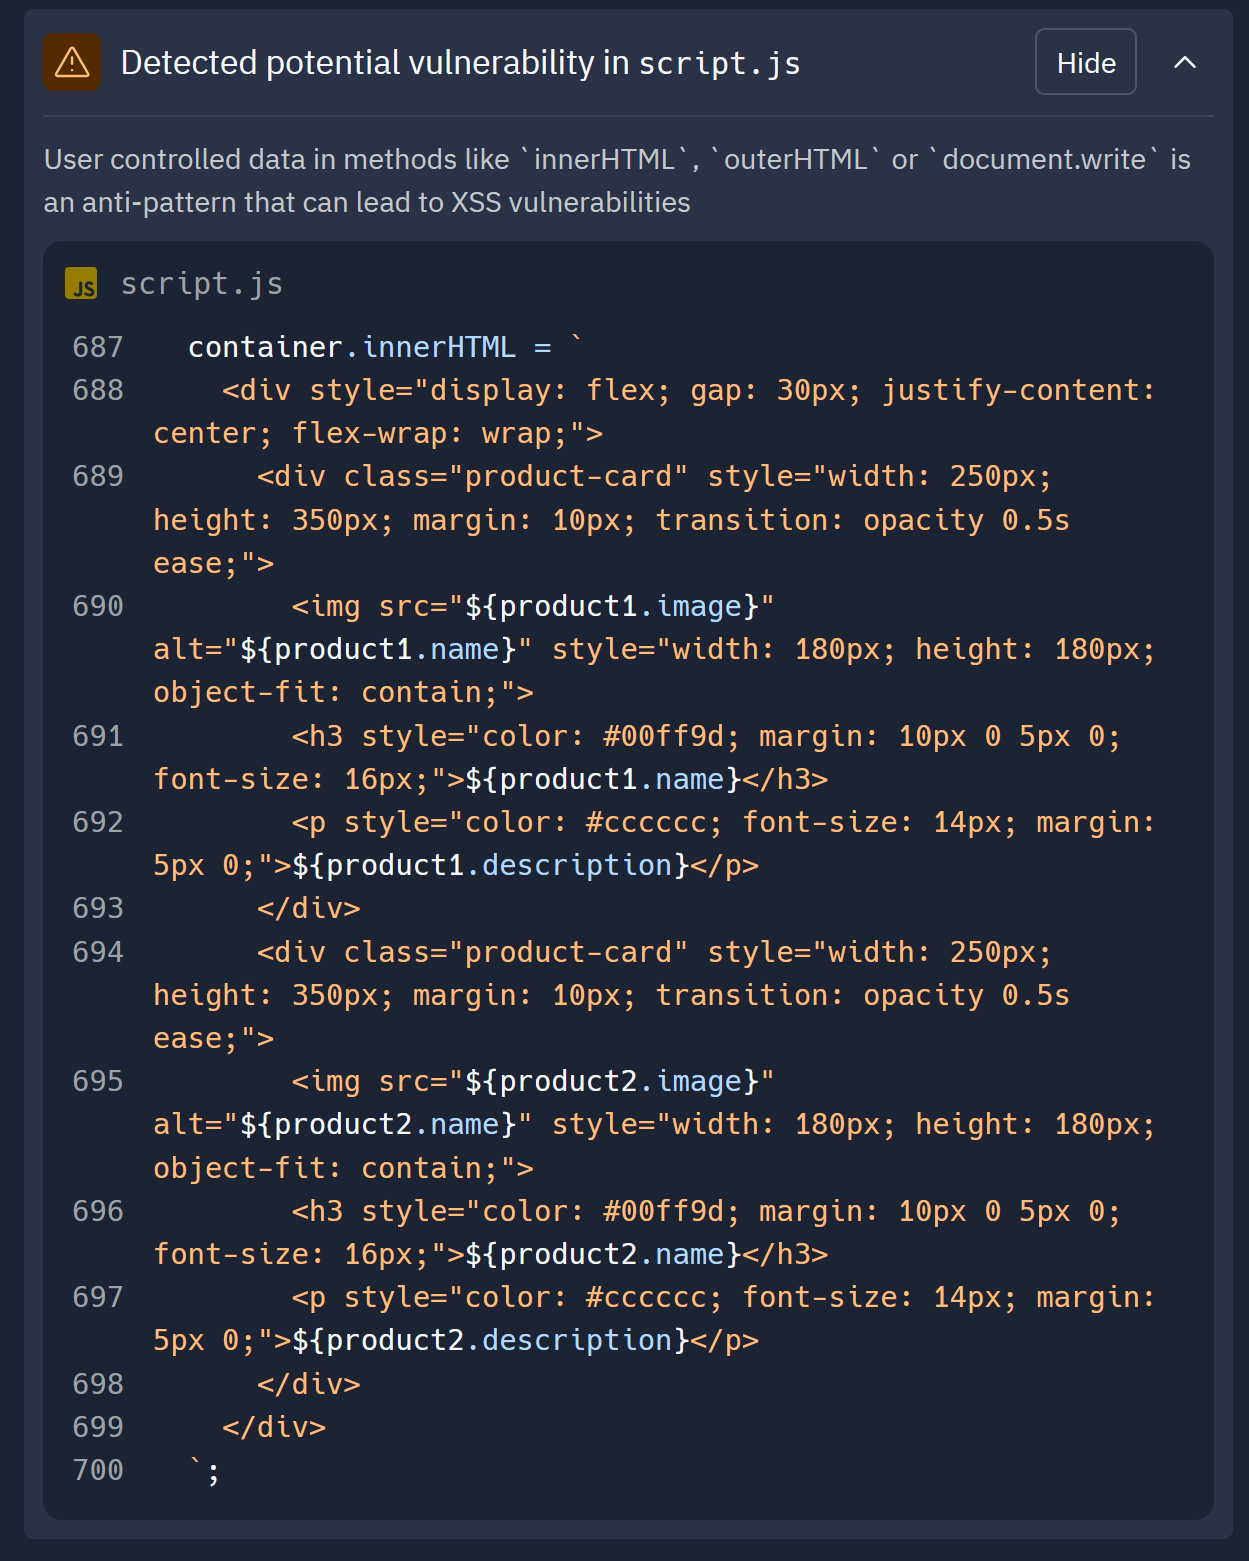 Detected potential vulnerability in script.js
Hide
User controlled data in methods like `innerHTML`, `outerHTML` or `document.write` is
an anti-pattern that can lead to XSS vulnerabilities
JS script.js
687 container.innerHTML = `
688 <div style="display: flex; gap: 30px; justify-content:
center; flex-wrap: wrap;">
689 <div class="product-card" style="width: 250px;
height: 350px; margin: 10px; transition: opacity 0.5s
ease;">
690 <img src="${product1.image}"
alt="${product1.name}" style="width: 180px; height: 180px;
object-fit: contain;">
691 <h3 style="color: #00ff9d; margin: 10px 0 5px 0;
font-size: 16px;">${product1.name}</h3>
692 <p style="color: #cccccc; font-size: 14px; margin:
5px 0;">${product1.description}</p>
693 </div>
694 <div class="product-card" style="width: 250px;
height: 350px; margin: 10px; transition: opacity 0.5s
ease;">
695 <img src="${product2.image}"
alt="${product2.name}" style="width: 180px; height: 180px;
object-fit: contain;">
696 <h3 style="color: #00ff9d; margin: 10px 0 5px 0;
font-size: 16px;">${product2.name}</h3>
697 <p style="color: #cccccc; font-size: 14px; margin:
5px 0;">${product2.description}</p>
698 </div>
699 </div>
700 `;